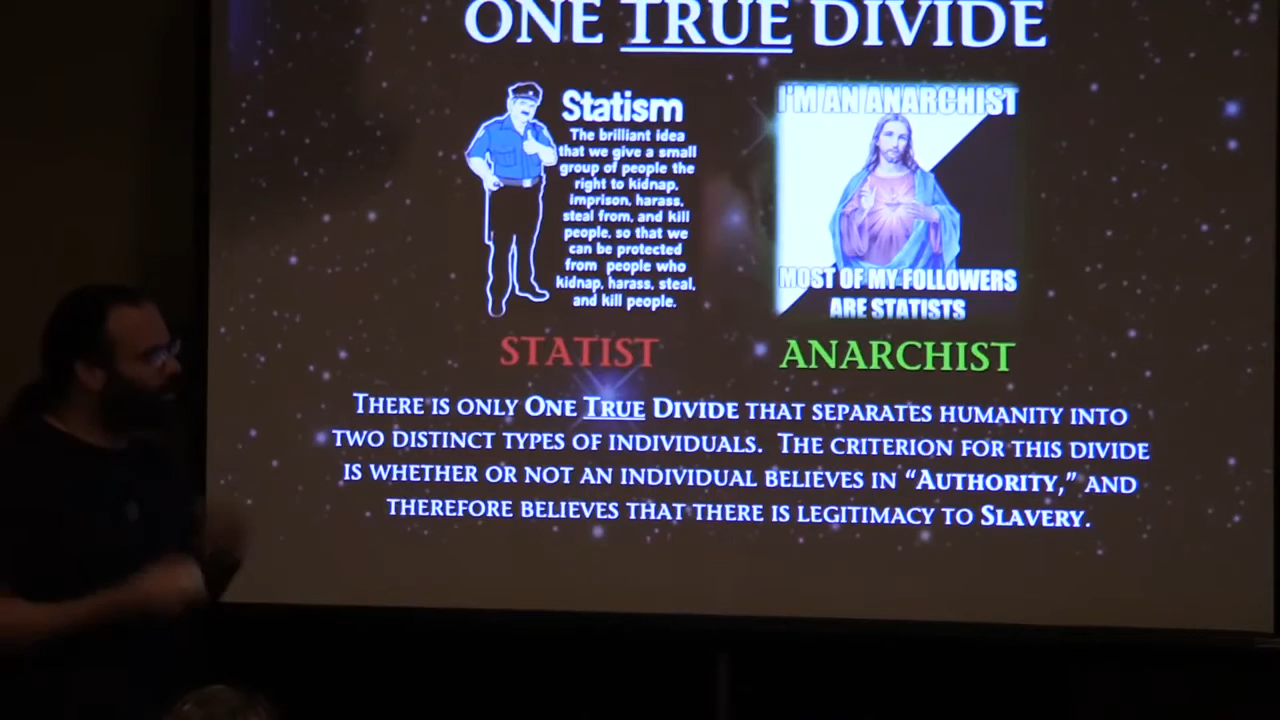 ONE TRUE DIVIDE
Statism
The brilliant idea
that we give a small
group of people the
right to kidnap,
imprison, harass,
steal from, and kill
people, so that we
can be protected
from people who
kidnap, harass, steal,
and kill people.
I'M AN ANARCHIST
MOST OF MY FOLLOWERS
ARE STATISTS
STATIST
ANARCHIST
THERE IS ONLY ONE TRUE DIVIDE THAT SEPARATES HUMANITY INTO
TWO DISTINCT TYPES OF INDIVIDUALS. THE CRITERION FOR THIS DIVIDE
IS WHETHER OR NOT AN INDIVIDUAL BELIEVES IN “AUTHORITY,” AND
THEREFORE BELIEVES THAT THERE IS LEGITIMACY TO SLAVERY.